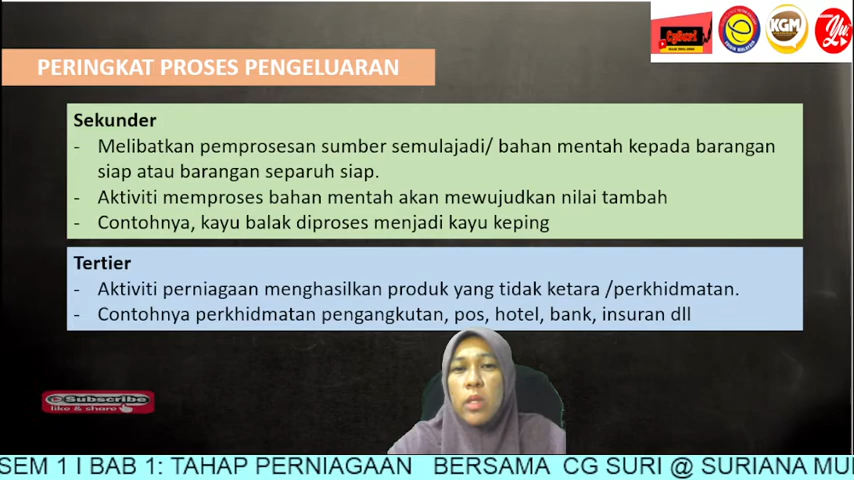 CgSuri
KGM
Yu
PERINGKAT PROSES PENGELUARAN
Sekunder
- Melibatkan pemprosesan sumber semulajadi/ bahan mentah kepada barangan
siap atau barangan separuh siap.
- Aktiviti memproses bahan mentah akan mewujudkan nilai tambah
- Contohnya, kayu balak diproses menjadi kayu keping
Tertier
- Aktiviti perniagaan menghasilkan produk yang tidak ketara /perkhidmatan.
- Contohnya perkhidmatan pengangkutan, pos, hotel, bank, insuran dll
Subscribe
like & share
SEM 1 I BAB 1: TAHAP PERNIAGAAN BERSAMA CG SURI @ SURIANA MU